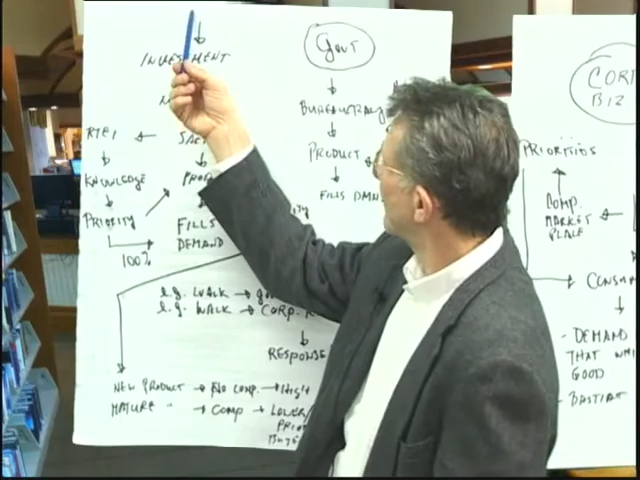 INVESTMENT
GOVT
BUREAUCRACY
PRODUCT
FILLS DMN
RTE1
KNOWLEDGE
PRIORITY
100%
FILLS
DEMAND
e.g. WALK
e.g. WALK → CORP.
RESPONSE
NEW PRODUCT → NO COMP. → HIGH
MATURE " → COMP → LOWER/
CORP
BIZ
PRIORITIES
COMP.
MARKET
PLACE
CONSUM
- DEMAND
THAT WH
GOOD
- BASTIAT